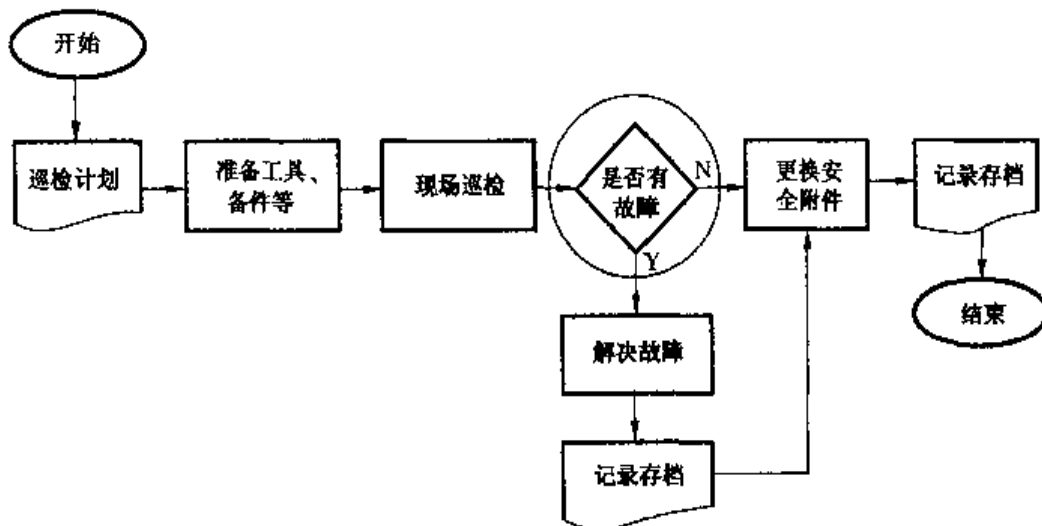 开始
巡检计划
准备工具、
备件等
现场巡检
是否有
故障
N
更换安
全附件
记录存档
Y
结束
解决故障
记录存档